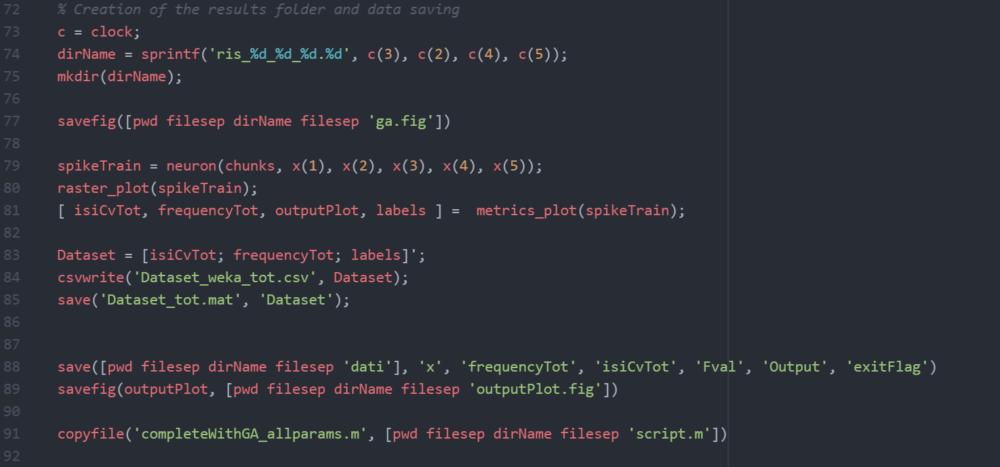 72 % Creation of the results folder and data saving
73 c = clock;
74 dirName = sprintf('ris_%d_%d_%d.%d', c(3), c(2), c(4), c(5));
75 mkdir(dirName);
76
77 savefig([pwd filesep dirName filesep 'ga.fig'])
78
79 spikeTrain = neuron(chunks, x(1), x(2), x(3), x(4), x(5));
80 raster_plot(spikeTrain);
81 [ isiCvTot, frequencyTot, outputPlot, labels ] =  metrics_plot(spikeTrain);
82
83 Dataset = [isiCvTot; frequencyTot; labels]';
84 csvwrite('Dataset_weka_tot.csv', Dataset);
85 save('Dataset_tot.mat', 'Dataset');
86
87
88 save([pwd filesep dirName filesep 'dati'], 'x', 'frequencyTot', 'isiCvTot', 'Fval', 'Output', 'exitFlag')
89 savefig(outputPlot, [pwd filesep dirName filesep 'outputPlot.fig'])
90
91 copyfile('completeWithGA_allparams.m', [pwd filesep dirName filesep 'script.m'])
92